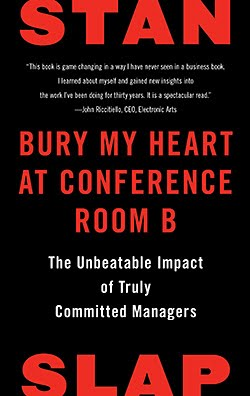 STAN
"This book is game changing in a way I have never seen in a business book.
I learned about myself and gained new insights into
the work I've been doing for thirty years. It is a spectacular read."
—John Riccitiello, CEO, Electronic Arts
BURY MY HEART
AT CONFERENCE
ROOM B
The Unbeatable Impact
of Truly
Committed Managers
SLAP